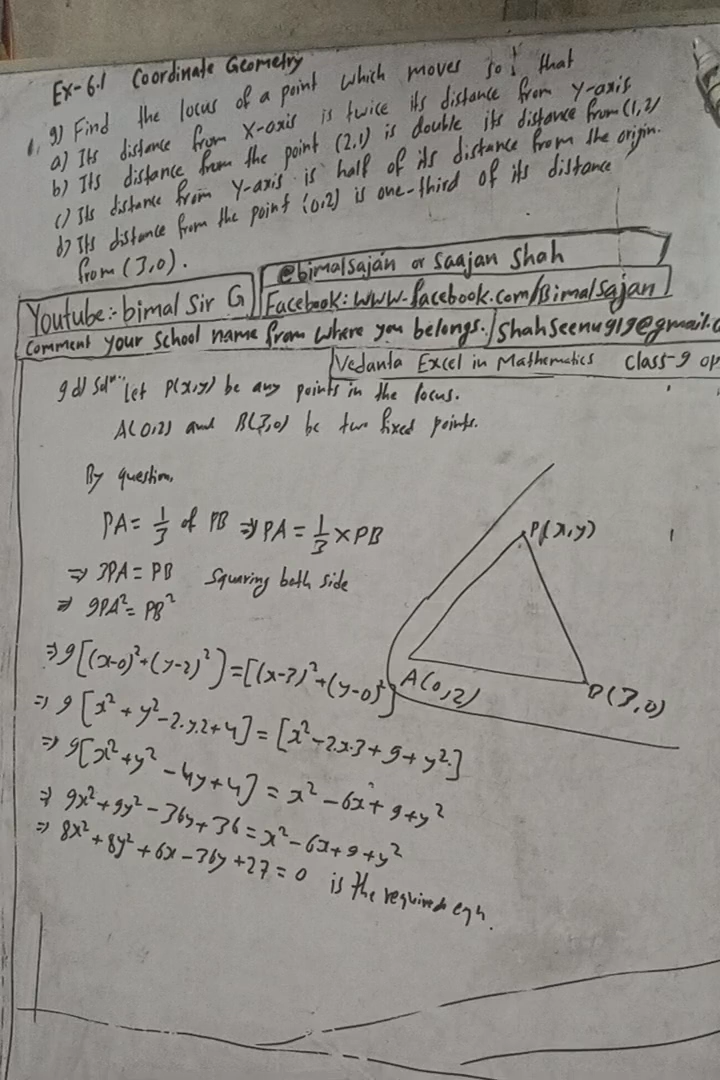 Ex-6.1 Coordinate Geometry
1. g) Find the locus of a point which moves so that
a) Its distance from X-axis is twice its distance from Y-axis
b) Its distance from the point (2,1) is double its distance from (1,2)
c) Its distance from Y-axis is half of its distance from the origin.
d) Its distance from the point (0,2) is one-third of its distance
from (3,0).
Youtube:- bimal Sir G
@bimalsajan or Saajan Shah
Facebook: WWW.facebook.com/Bimalsajan
Comment your School name from where you belongs.
Shahseenu919@gmail.c
Vedanta Excel in Mathematics Class-9 op
g d) Solⁿ: let P(x,y) be any points in the locus.
A(0,2) and B(3,0) be two fixed points.
By question,
PA = 1/3 of PB ⇒ PA = 1/3 × PB
⇒ 3PA = PB Squaring both side
⇒ 9PA² = PB²
⇒ 9[(x-0)²+(y-2)²] = [(x-3)²+(y-0)²]
⇒ 9[x²+y²-2.y.2+4] = [x²-2x.3+9+y²]
⇒ 9[x²+y²-4y+4] = x²-6x+9+y²
⇒ 9x²+9y²-36y+36 = x²-6x+9+y²
⇒ 8x²+8y²+6x-36y+27=0 is the required eqn.
P(x,y)
A(0,2)
B(3,0)